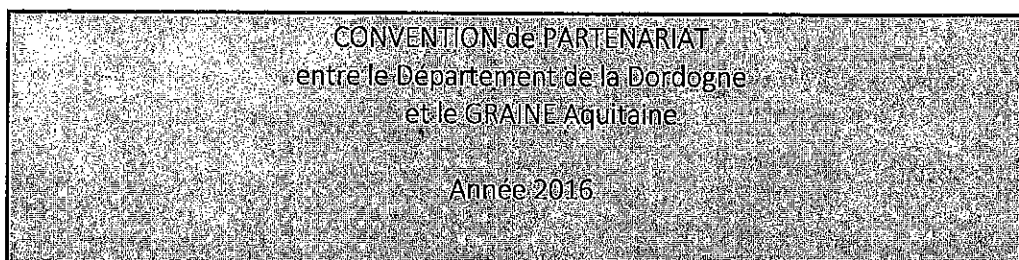 CONVENTION de PARTENARIAT
entre le Département de la Dordogne
et le GRAINE Aquitaine
Année 2016